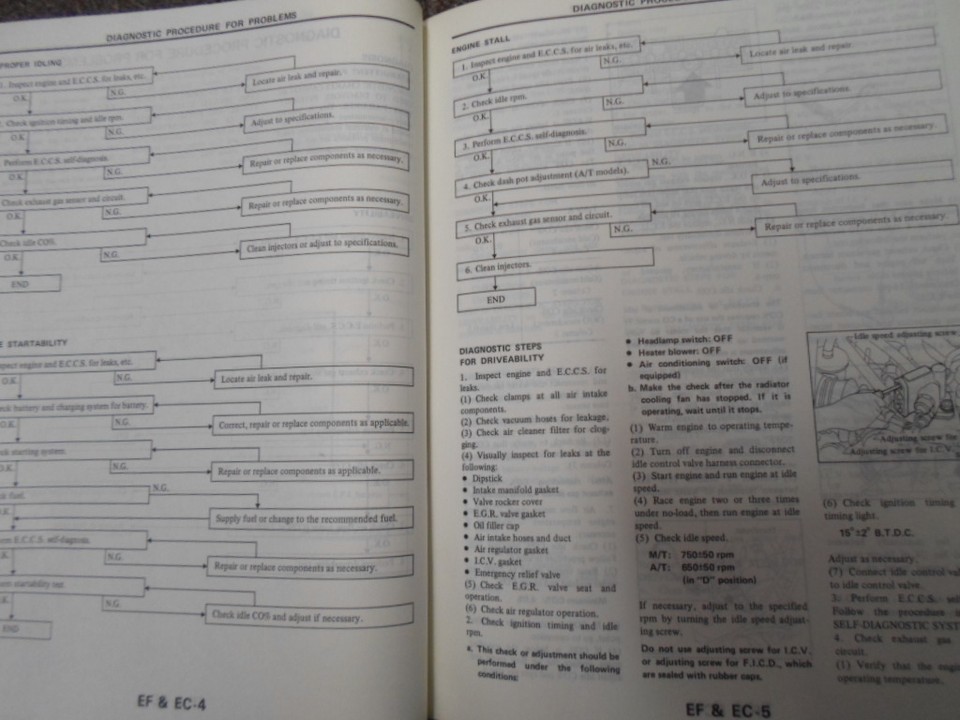 DIAGNOSTIC PROCEDURE FOR PROBLEMS
PROPER IDLING
1. Inspect engine and E.C.C.S. for leaks, etc.
O.K.
N.G.
Locate air leak and repair.
2. Check ignition timing and idle rpm.
O.K.
N.G.
Adjust to specifications.
Perform E.C.C.S. self-diagnosis.
O.K.
N.G.
Repair or replace components as necessary.
Check exhaust gas sensor and circuit.
O.K.
N.G.
Repair or replace components as necessary.
Check idle CO%.
O.K.
N.G.
Clean injectors or adjust to specifications.
END
E STARTABILITY
spect engine and E.C.C.S. for leaks, etc.
O.K.
N.G.
Locate air leak and repair.
eck battery and charging system for battery.
O.K.
N.G.
Correct, repair or replace components as applicable.
ck starting system.
O.K.
N.G.
Repair or replace components as applicable.
k fuel.
N.G.
O.K.
Supply fuel or change to the recommended fuel.
orm E.C.C.S. self-diagnosis.
O.K.
N.G.
Repair or replace components as necessary.
startability
K.
N.G.
Check idle CO% and adjust if necessary.
END
EF & EC-4
DIAGNOSTIC PROCEDU
ENGINE STALL
1. Inspect engine and E.C.C.S. for air leaks, etc.
O.K.
N.G.
Locate air leak and repair.
2. Check idle rpm.
O.K.
N.G.
Adjust to specifications.
3. Perform E.C.C.S. self-diagnosis.
O.K.
N.G.
Repair or replace components as necessary.
4. Check dash pot adjustment (A/T models).
N.G.
O.K.
Adjust to specifications.
5. Check exhaust gas sensor and circuit.
O.K.
N.G.
Repair or replace components as necessary.
6. Clean injectors.
END
DIAGNOSTIC STEPS
FOR DRIVEABILITY
1. Inspect engine and E.C.C.S. for
leaks.
(1) Check clamps at all air intake
components.
(2) Check vacuum hoses for leakage.
(3) Check air cleaner filter for clog-
ging.
(4) Visually inspect for leaks at the
following:
• Dipstick
• Intake manifold gasket
• Valve rocker cover
• E.G.R. valve gasket
• Oil filler cap
• Air intake hoses and duct
• Air regulator gasket
• I.C.V. gasket
• Emergency relief valve
(5) Check E.G.R. valve seat and
operation.
(6) Check air regulator operation.
2. Check ignition timing and idle
rpm.
a. This check or adjustment should be
performed under the following
conditions:
• Headlamp switch: OFF
• Heater blower: OFF
• Air conditioning switch: OFF (if
equipped)
b. Make the check after the radiator
cooling fan has stopped. If it is
operating, wait until it stops.
(1) Warm engine to operating tempe-
rature.
(2) Turn off engine and disconnect
idle control valve harness connector.
(3) Start engine and run engine at idle
speed.
(4) Race engine two or three times
under no-load, then run engine at idle
speed.
(5) Check idle speed.
M/T: 750±50 rpm
A/T: 650±50 rpm
(in "D" position)
If necessary, adjust to the specified
rpm by turning the idle speed adjust-
ing screw.
Do not use adjusting screw for I.C.V.
or adjusting screw for F.I.C.D., which
are sealed with rubber caps.
Idle speed adjusting screw
Adjusting screw for
Adjusting screw for I.C.V.
(6) Check ignition timing
timing light.
15°±2° B.T.D.C.
Adjust as necessary.
(7) Connect idle control val
to idle control valve.
3. Perform E.C.C.S. sel
Follow the procedure
SELF-DIAGNOSTIC SYST
4. Check exhaust gas
circuit.
(1) Verify that the engi
operating temperature.
EF & EC-5